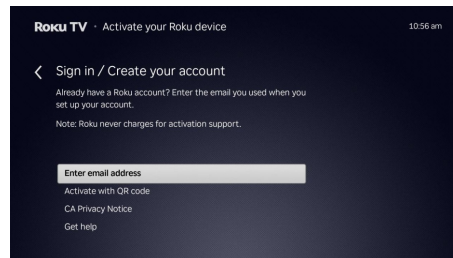 Roku TV • Activate your Roku device
10:56 am
Sign in / Create your account
Already have a Roku account? Enter the email you used when you
set up your account.
Note: Roku never charges for activation support.
Enter email address
Activate with QR code
CA Privacy Notice
Get help